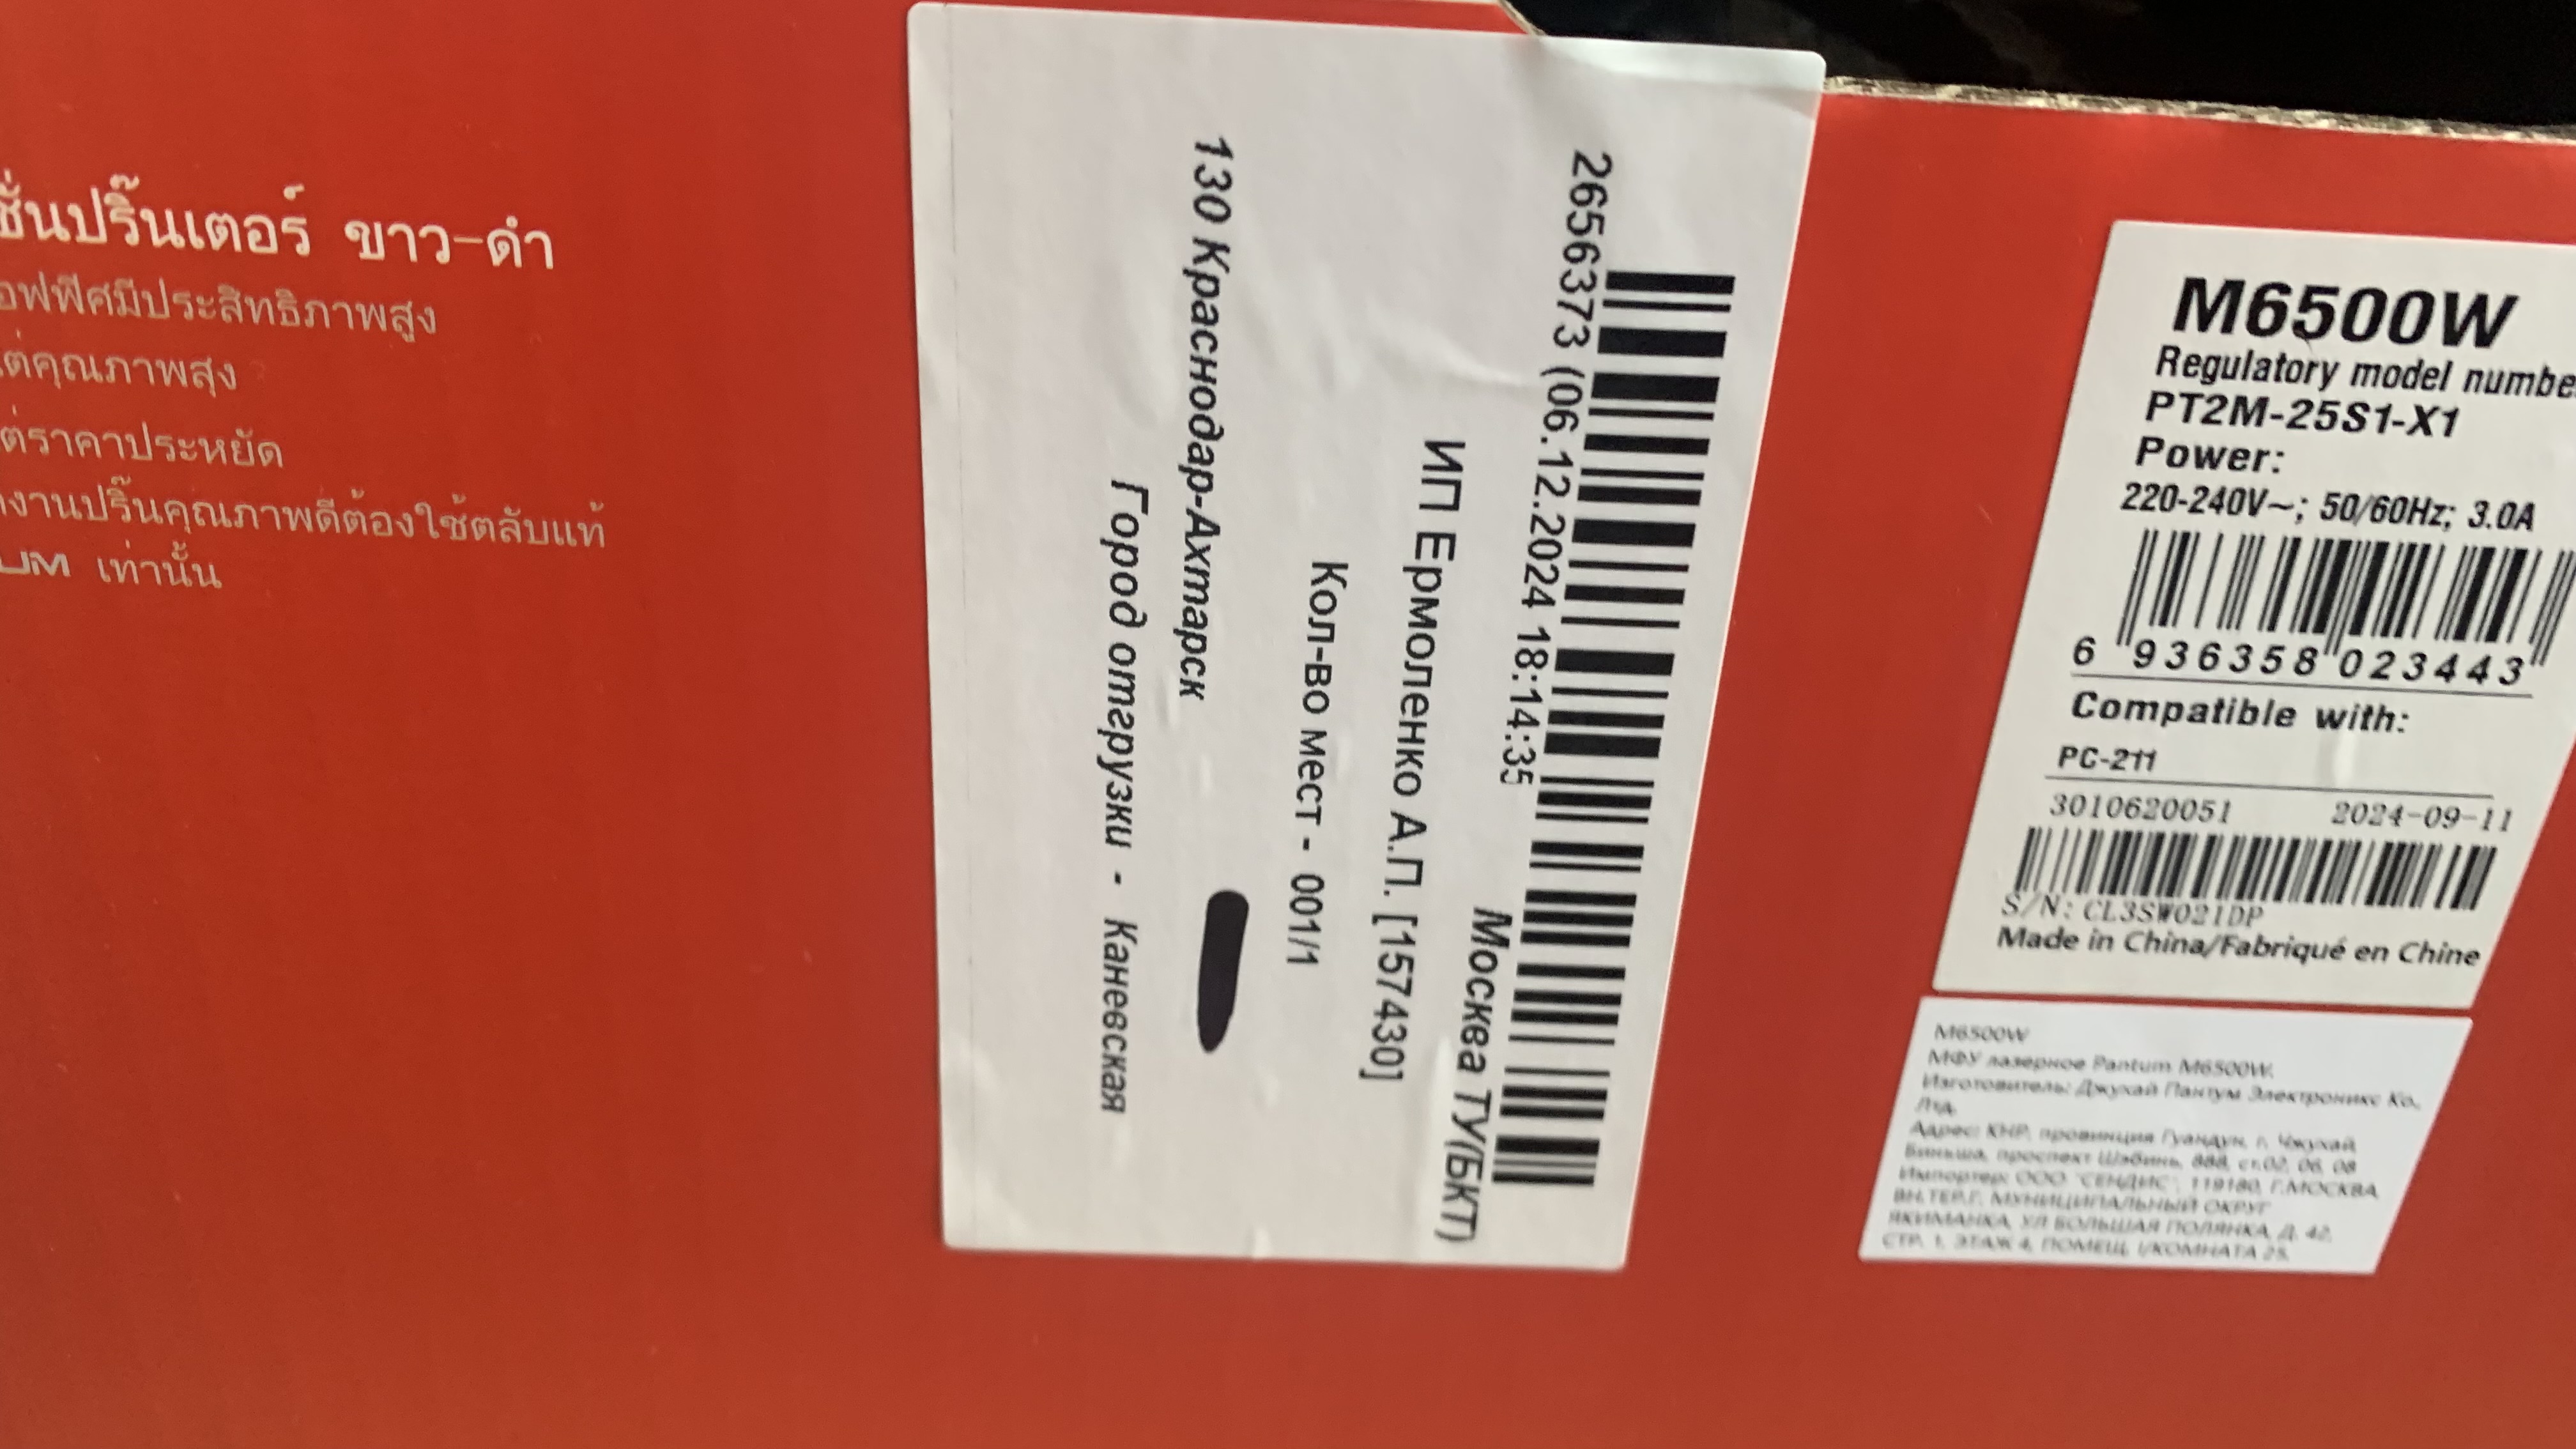 ชั่นปริ๊นเตอร์ ขาว-ดำ
อฟฟีศมีประสิทธิภาพสูง
ต่คุณภาพสุง
ต่ราคาประหยัด
งานปริ๊นคุณภาพดีต้องใช้ตลับแท้
UM เท่านั้น
2656373 (06.12.2024 18:14:35
Москва ТУ(БКТ)
ИП Ермоленко А.П. [157430]
Кол-во мест - 001/1
130 Краснодар-Ахтарск
Город отгрузки - Каневская
M6500W
Regulatory model numbe
PT2M-25S1-X1
Power:
220-240V~; 50/60Hz; 3.0A
6 936358 023443
Compatible with:
PC-211
3010620051 2024-09-11
S/N: CL3SW021DP
Made in China/Fabriqué en Chine
M6500W
МФУ лазерное Pantum M6500W.
Изготовитель: Джухай Пантум Электроникс Ко.,
Лтд.
Адрес: КНР, провинция Гуандун, г. Чжухай,
Биньша, проспект Шэбинь, 888, ст.02, 06, 08
Импортер: ООО "СЕНДИС", 119180, Г.МОСКВА,
ВН.ТЕР.Г. МУНИЦИПАЛЬНЫЙ ОКРУГ
ЯКИМАНКА, УЛ БОЛЬШАЯ ПОЛЯНКА, Д. 42,
СТР. 1, ЭТАЖ 4, ПОМЕЩ. I/КОМНАТА 25,